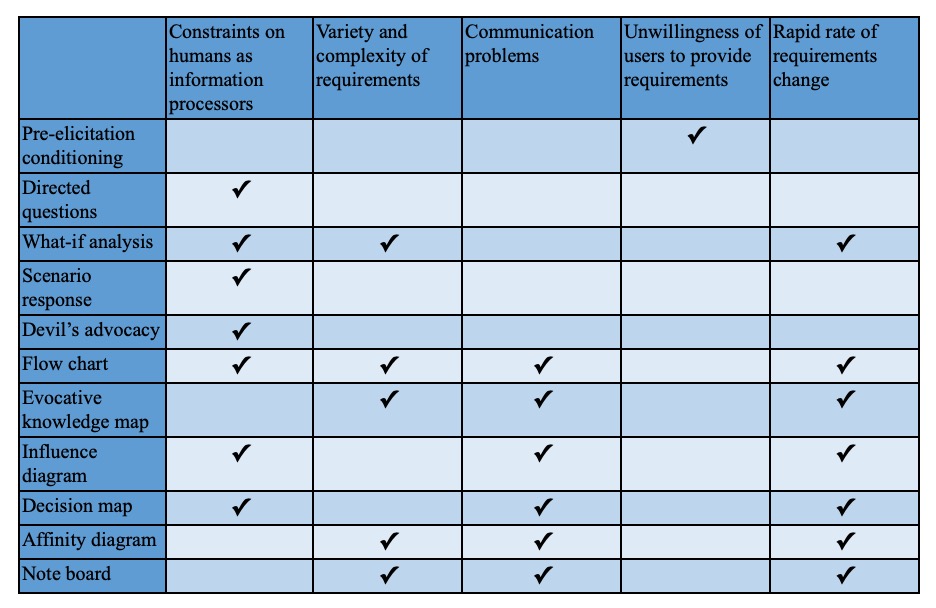 Constraints on
humans as
information
processors
Variety and
complexity of
requirements
Communication
problems
Unwillingness of
users to provide
requirements
Rapid rate of
requirements
change
Pre-elicitation
conditioning
✓
Directed
questions
✓
What-if analysis
✓ ✓ ✓
Scenario
response
✓
Devil’s advocacy
✓
Flow chart
✓ ✓ ✓ ✓
Evocative
knowledge map
✓ ✓ ✓
Influence
diagram
✓ ✓ ✓
Decision map
✓ ✓ ✓
Affinity diagram
✓ ✓ ✓
Note board
✓ ✓ ✓